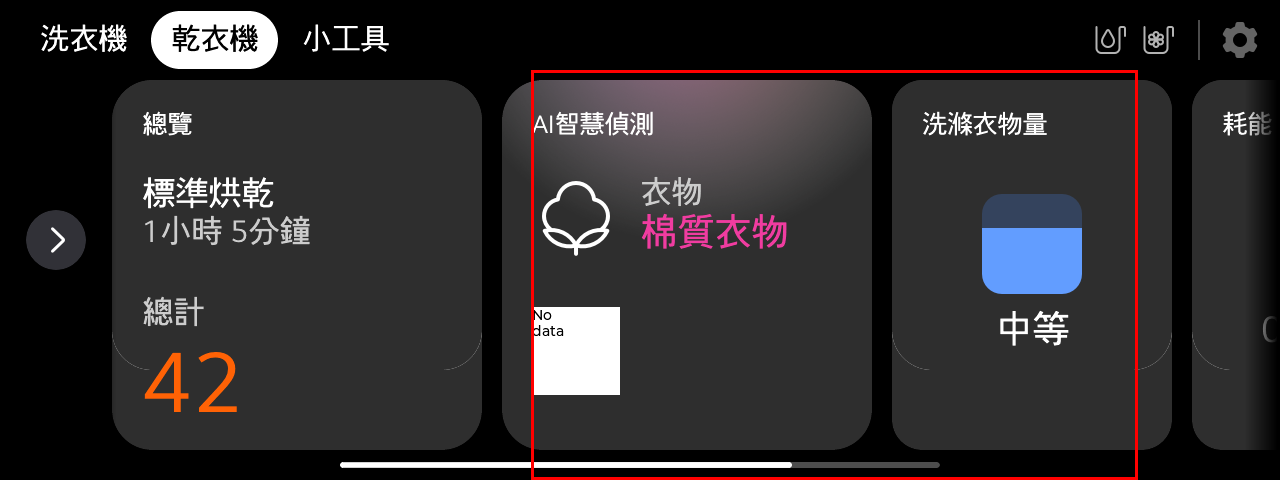 洗衣機
乾衣機
小工具
總覽
標準烘乾
1小時 5分鐘
總計
42
AI智慧偵測
衣物
棉質衣物
No
data
洗滌衣物量
中等
耗能